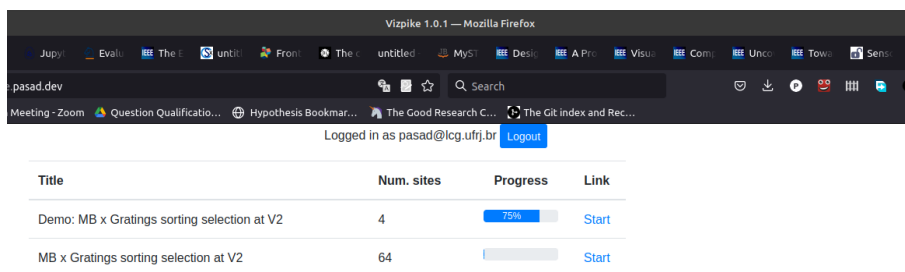 Vizpike 1.0.1 — Mozilla Firefox
Jupyt Evalu The E untitl Front The c untitled MyST Desig A Pro Visua Comp Unco Towa Sens
.pasad.dev Search
Meeting - Zoom Question Qualificatio... Hypothesis Bookmar... The Good Research C... The Git index and Rec...
Logged in as pasad@lcg.ufrj.br Logout
Title Num. sites Progress Link
Demo: MB x Gratings sorting selection at V2 4 75% Start
MB x Gratings sorting selection at V2 64 Start